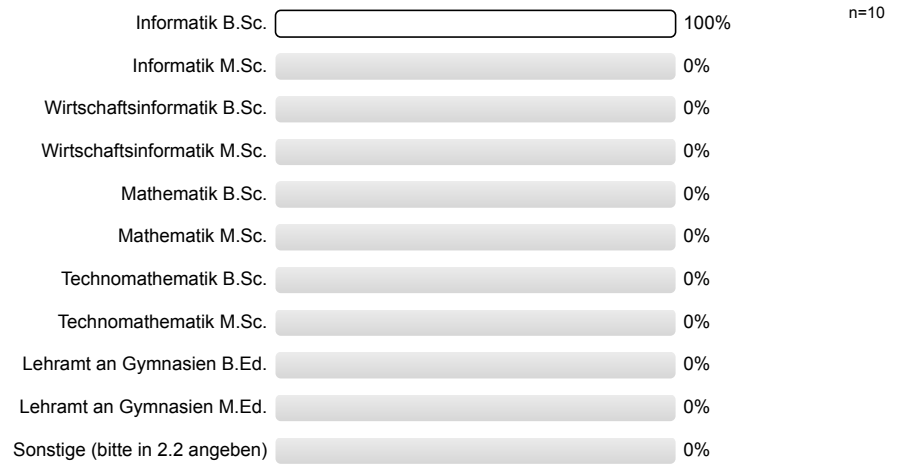 Informatik B.Sc. 100% n=10
Informatik M.Sc. 0%
Wirtschaftsinformatik B.Sc. 0%
Wirtschaftsinformatik M.Sc. 0%
Mathematik B.Sc. 0%
Mathematik M.Sc. 0%
Technomathematik B.Sc. 0%
Technomathematik M.Sc. 0%
Lehramt an Gymnasien B.Ed. 0%
Lehramt an Gymnasien M.Ed. 0%
Sonstige (bitte in 2.2 angeben) 0%